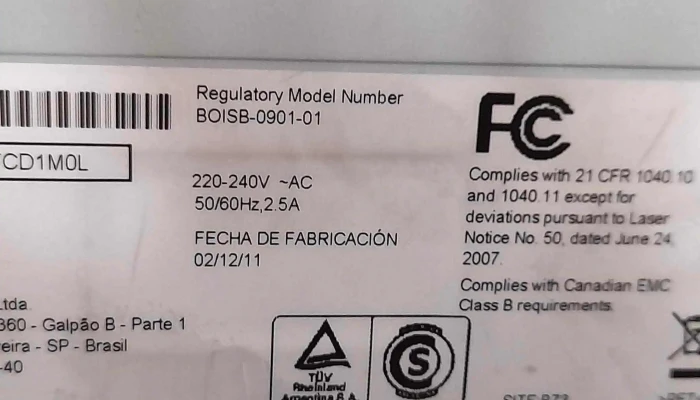 Regulatory Model Number
BOISB-0901-01
CD1M0L
220-240V ~AC
50/60Hz,2.5A
FECHA DE FABRICACIÓN
02/12/11
FC
Complies with 21 CFR 1040.10
and 1040.11 except for
deviations pursuant to Laser
Notice No. 50, dated June 24,
2007.
Complies with Canadian EMC
Class B requirements.
Ltda.
360 - Galpão B - Parte 1
eira - SP - Brasil
-40
TÜV
Rheinland
Argentina S.A.
S